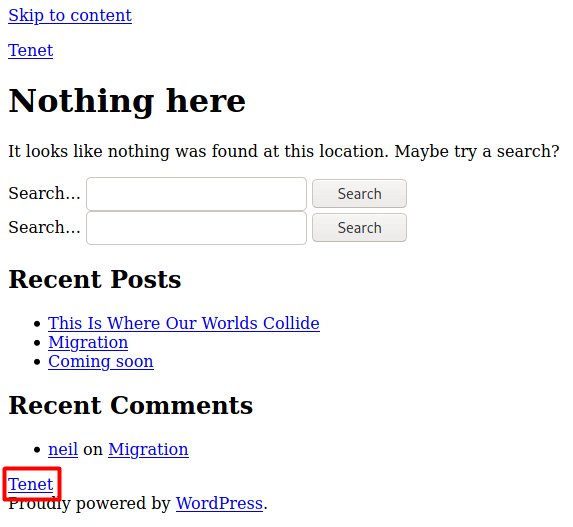 Skip to content
Tenet
Nothing here
It looks like nothing was found at this location. Maybe try a search?
Search… Search
Search… Search
Recent Posts
This Is Where Our Worlds Collide
Migration
Coming soon
Recent Comments
neil on Migration
Tenet
Proudly powered by WordPress.